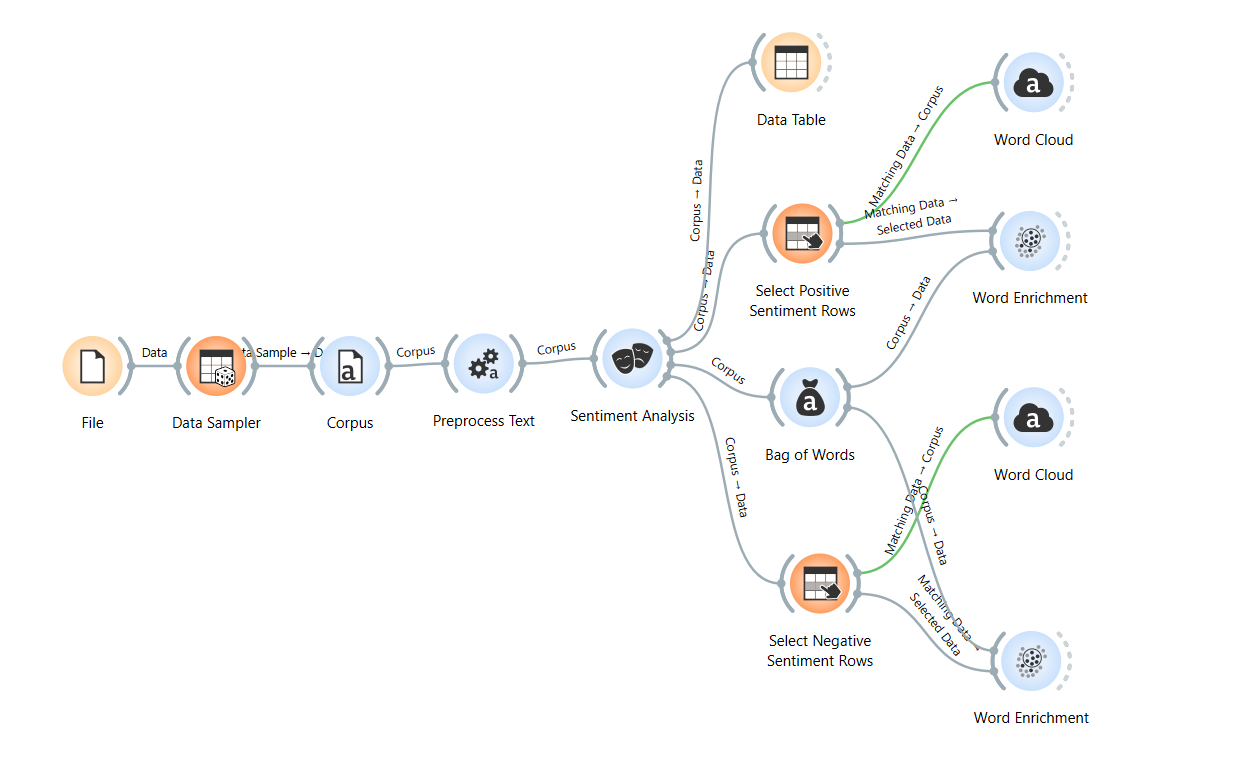 Data Table
Word Cloud
Corpus → Data
Matching Data → Corpus
Matching Data →
Selected Data
Select Positive
Sentiment Rows
Word Enrichment
Corpus → Data
Corpus → Data
Data
ta Sample → D
Corpus
Corpus
Corpus
File
Data Sampler
Corpus
Preprocess Text
Sentiment Analysis
a
a
a
a
a
Bag of Words
Word Cloud
Corpus → Data
Matching Data → Corpus
Corpus → Data
Matching Data →
Selected Data
Select Negative
Sentiment Rows
Word Enrichment